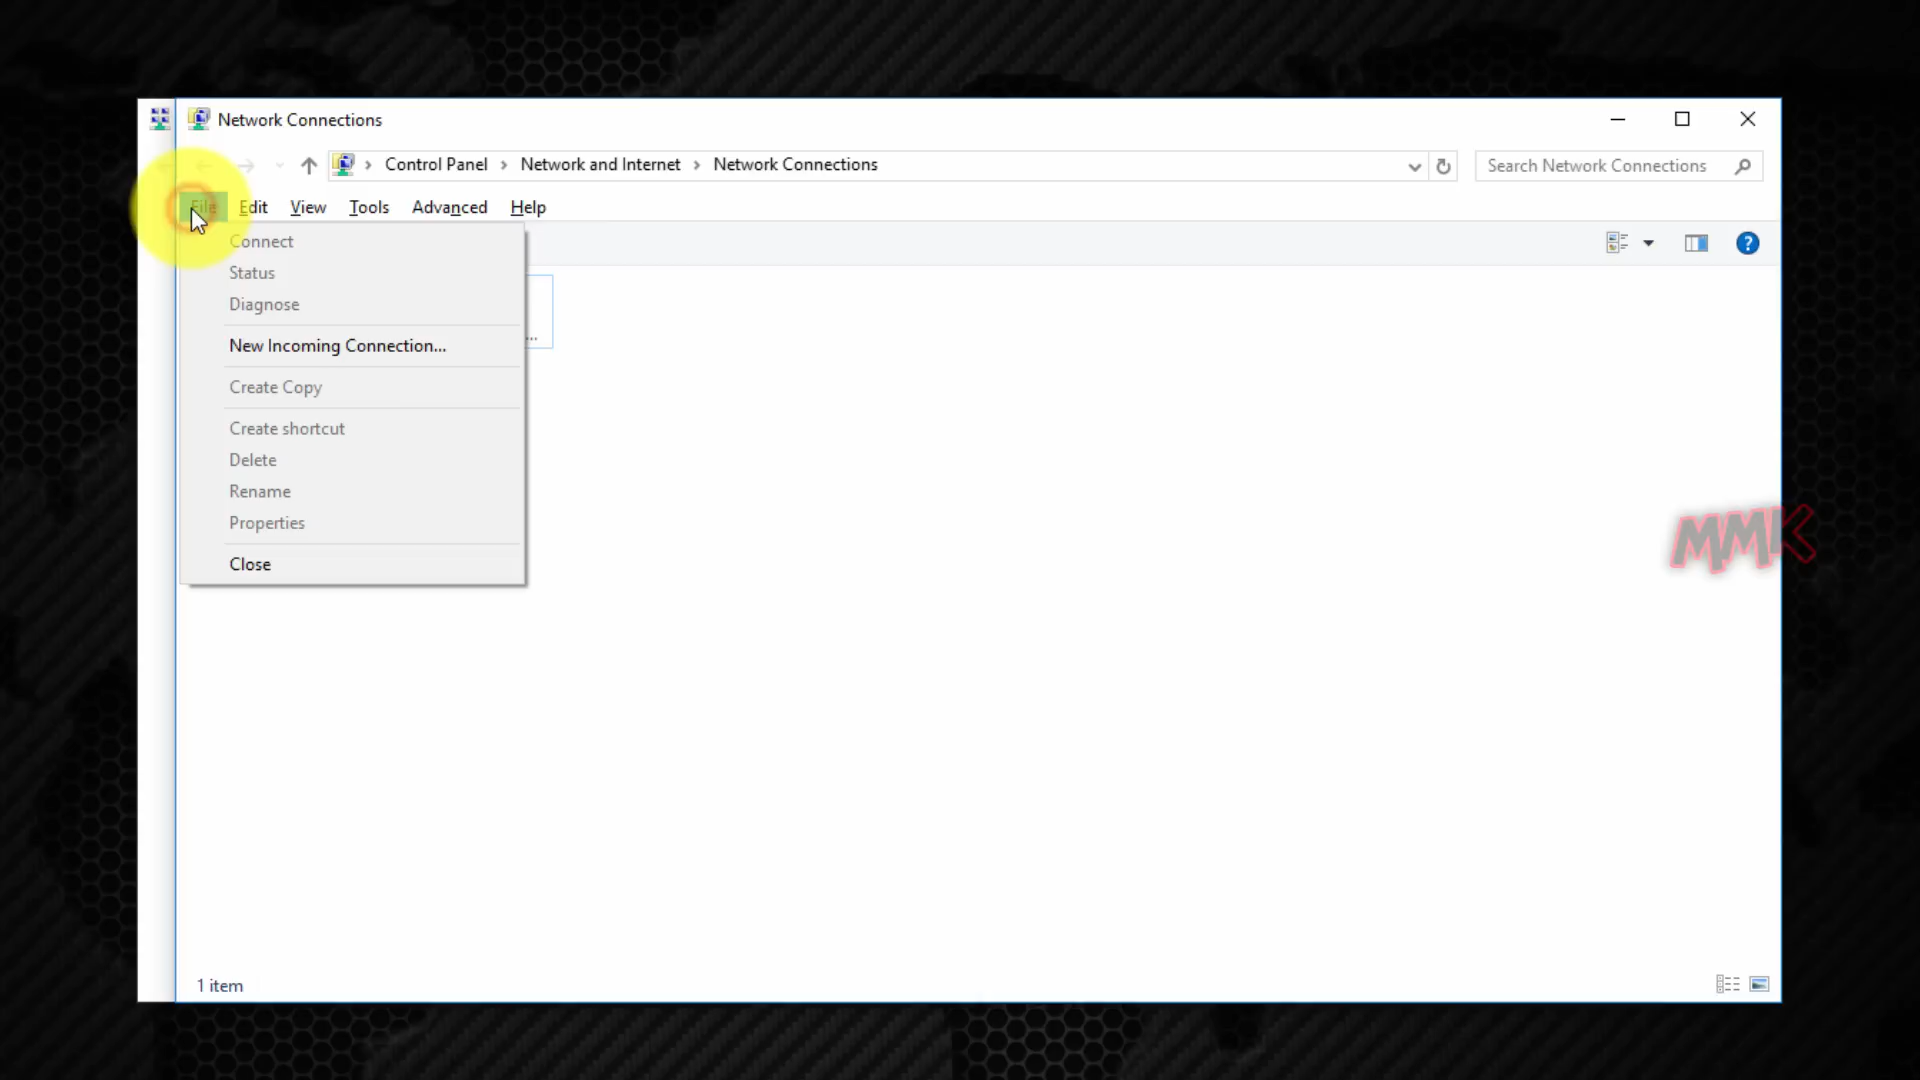 Network Connections
Control Panel > Network and Internet > Network Connections
Search Network Connections
File Edit View Tools Advanced Help
Connect
Status
Diagnose
...
New Incoming Connection...
Create Copy
Create shortcut
Delete
Rename
Properties
Close
MMK
1 item